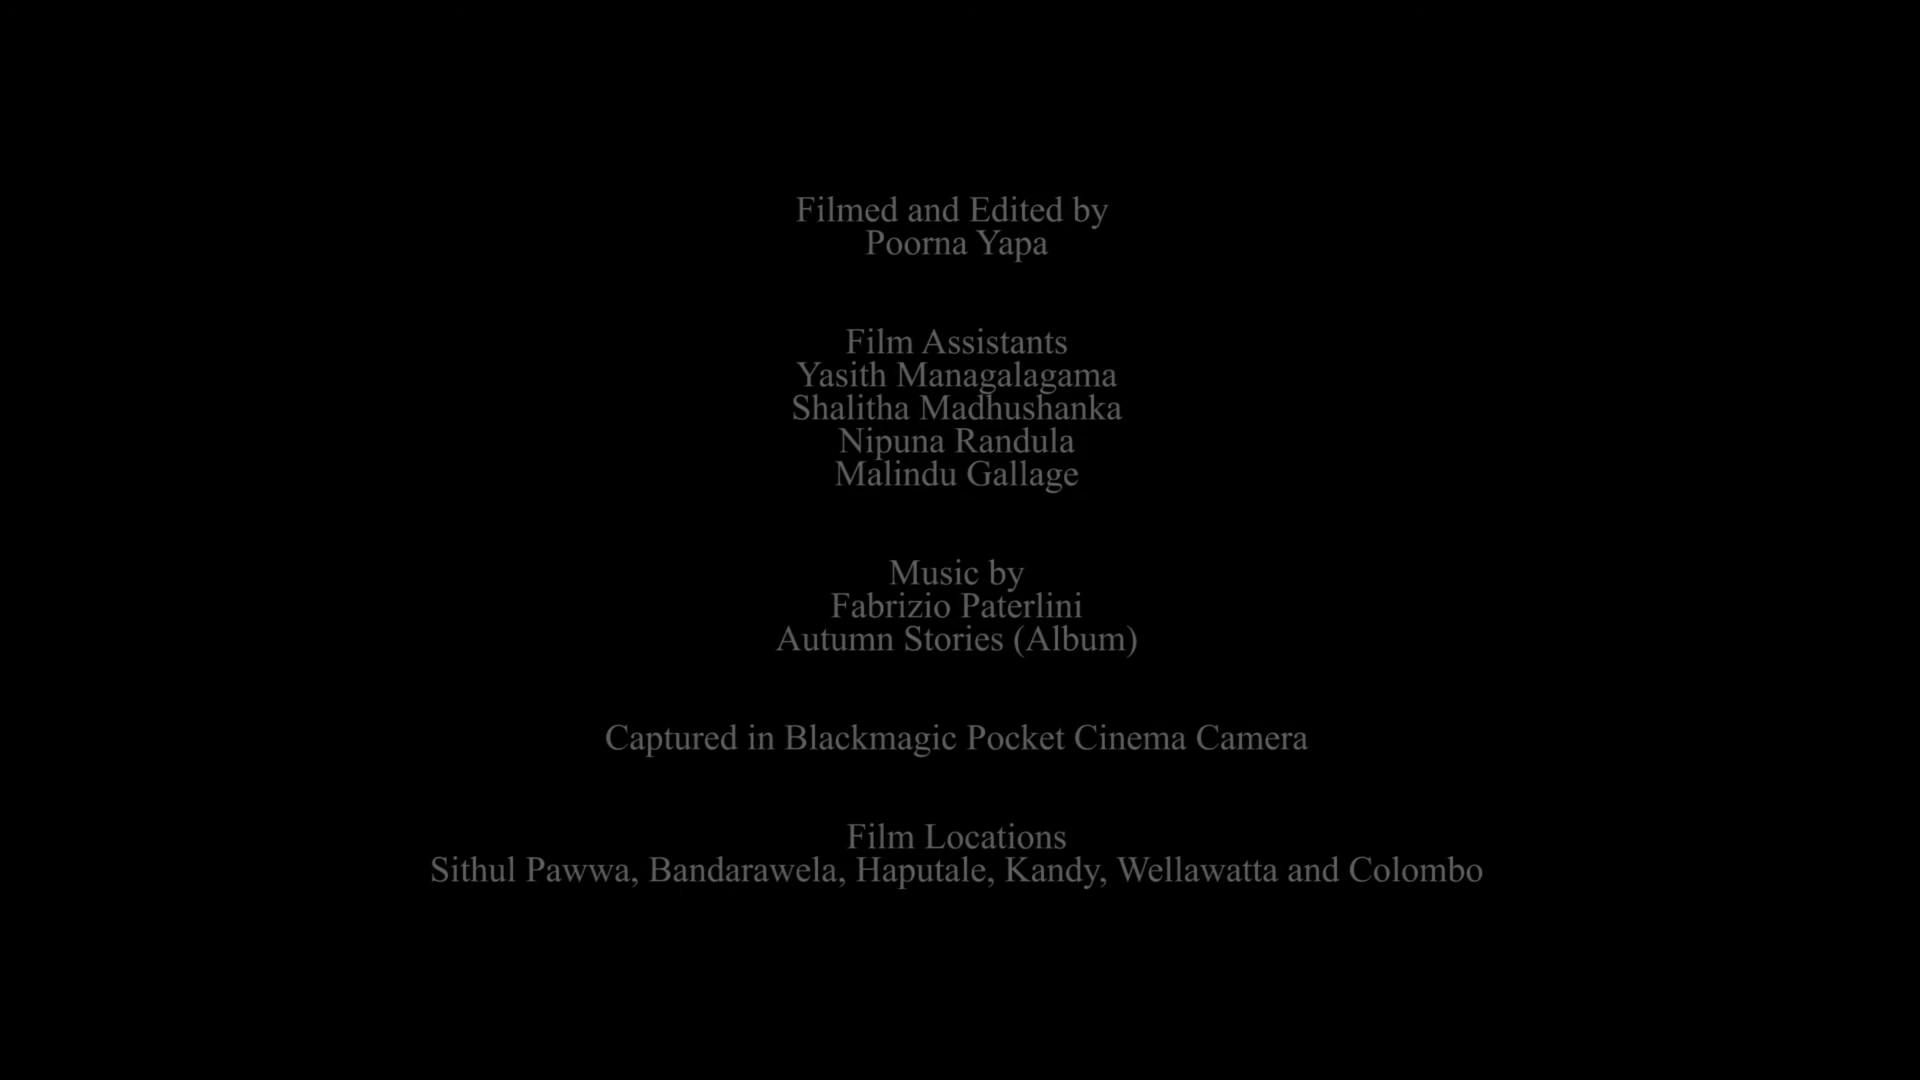 Filmed and Edited by
Poorna Yapa
Film Assistants
Yasith Managalagama
Shalitha Madhushanka
Nipuna Randula
Malindu Gallage
Music by
Fabrizio Paterlini
Autumn Stories (Album)
Captured in Blackmagic Pocket Cinema Camera
Film Locations
Sithul Pawwa, Bandarawela, Haputale, Kandy, Wellawatta and Colombo